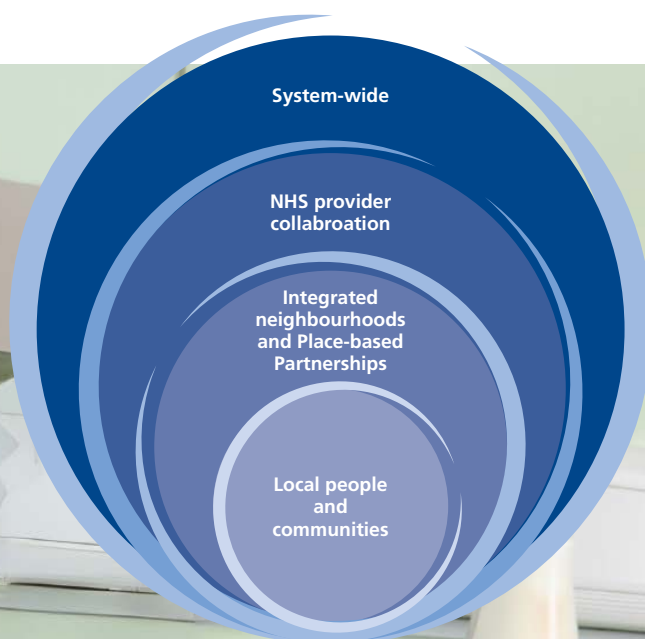 System-wide
NHS provider
collabroation
Integrated
neighbourhoods
and Place-based
Partnerships
Local people
and
communities